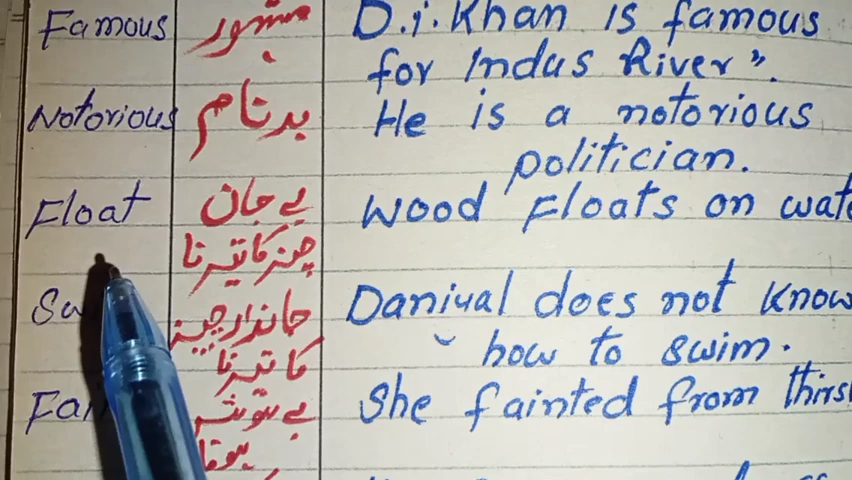 Famous مشہور D.i.Khan is famous
for Indus River".
Notorious بدنام He is a notorious
politician.
Float بے جان Wood Floats on
چیز کا تیرنا
جاندار چیز Daniyal does not know
کا تیرنا how to swim.
بے ہوش She fainted from
ہونا